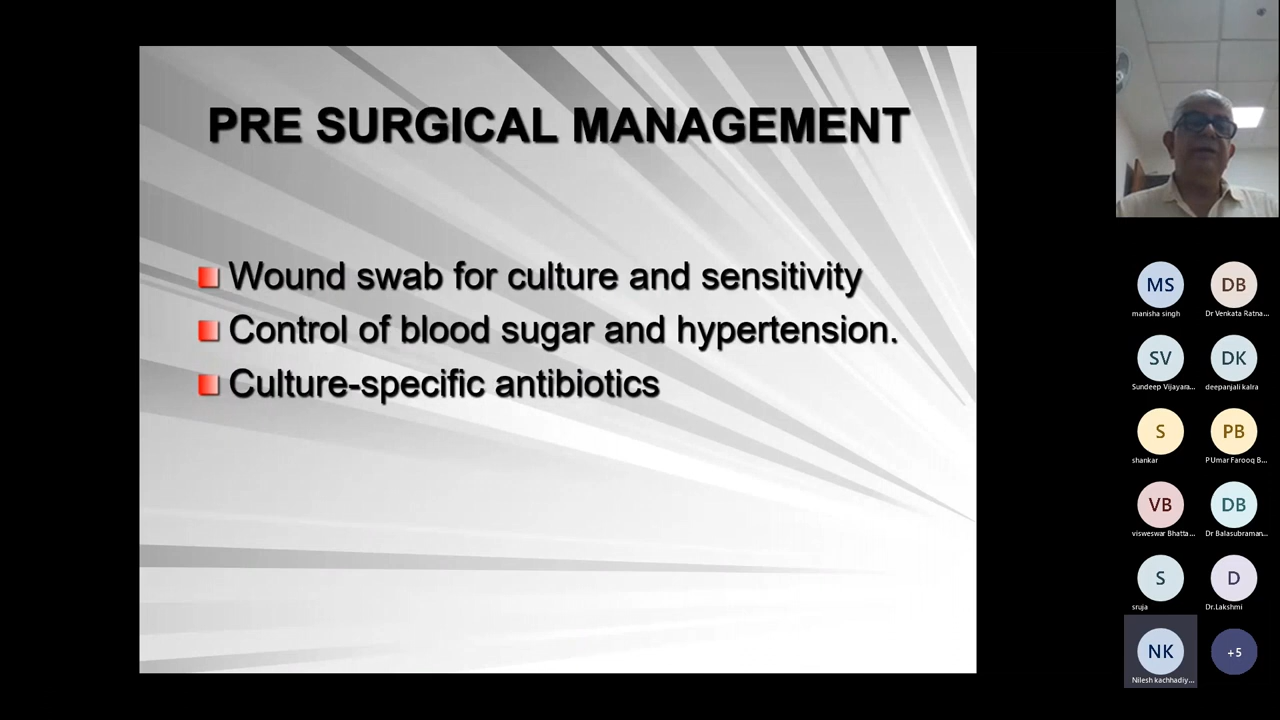 PRE SURGICAL MANAGEMENT
Wound swab for culture and sensitivity
Control of blood sugar and hypertension.
Culture-specific antibiotics
MS
manisha singh
DB
Dr Venkata Ratna...
SV
Sundeep Vijayara...
DK
deepanjali kalra
S
shankar
PB
P Umar Farooq B...
VB
visweswar Bhatta...
DB
Dr Balasubraman...
S
sruja
D
Dr.Lakshmi
NK
Nilesh kachhadiy...
+5